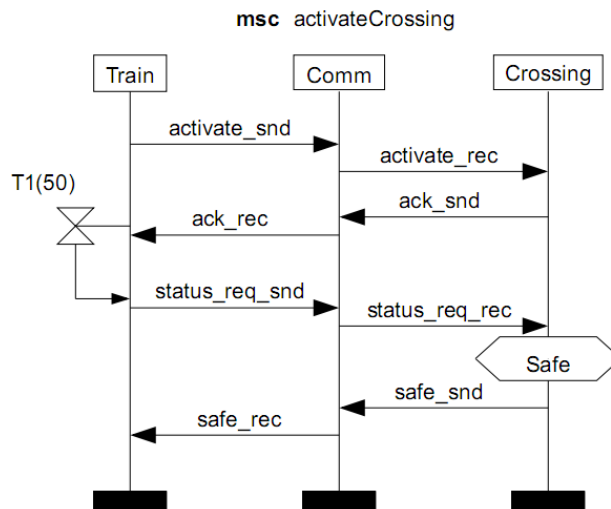 msc activateCrossing
Train
Comm
Crossing
activate_snd
activate_rec
T1(50)
ack_snd
ack_rec
status_req_snd
status_req_rec
Safe
safe_snd
safe_rec